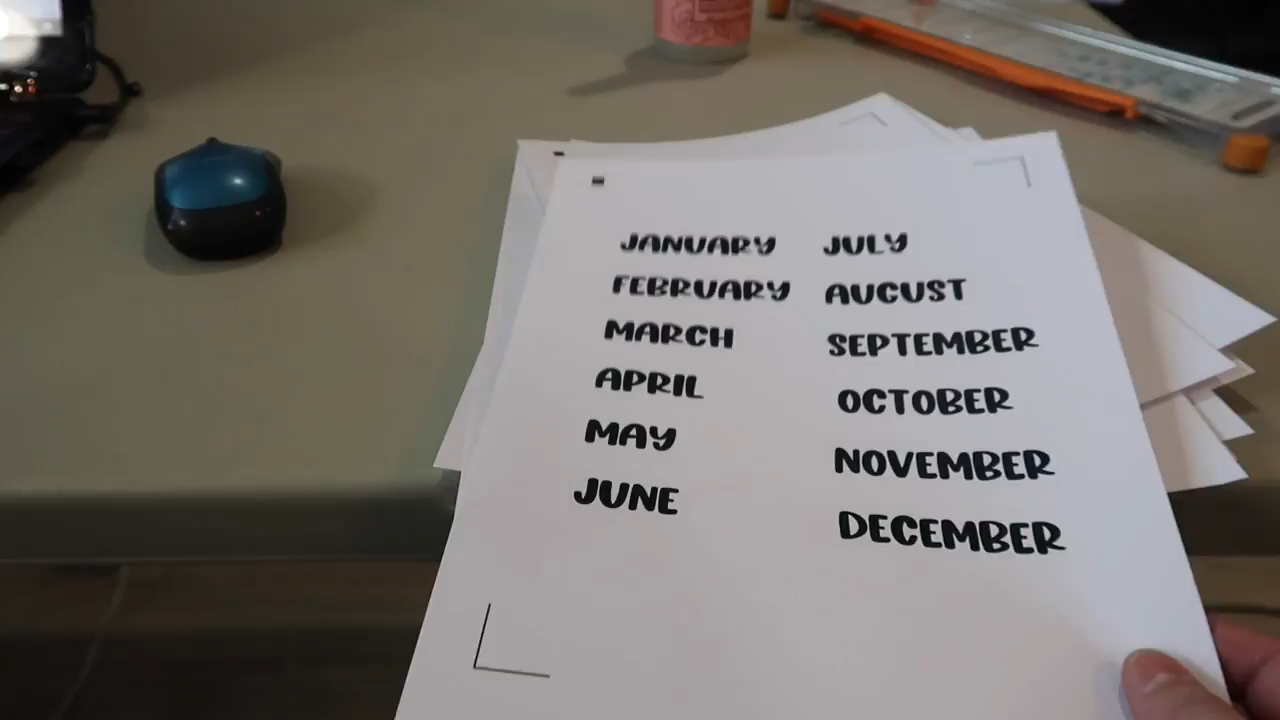 JANUARY
FEBRUARY
MARCH
APRIL
MAY
JUNE
JULY
AUGUST
SEPTEMBER
OCTOBER
NOVEMBER
DECEMBER